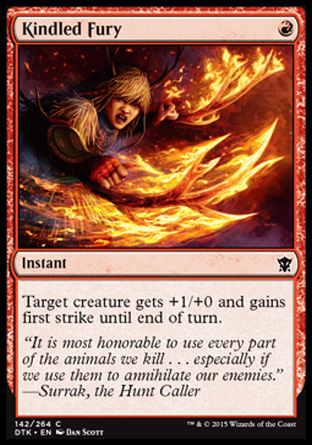 Kindled Fury
Instant
Target creature gets +1/+0 and gains
first strike until end of turn.
"It is most honorable to use every part
of the animals we kill . . . especially if
we use them to annihilate our enemies."
—Surrak, the Hunt Caller
142/264 C
DTK • EN Dan Scott
™ & © 2015 Wizards of the Coast